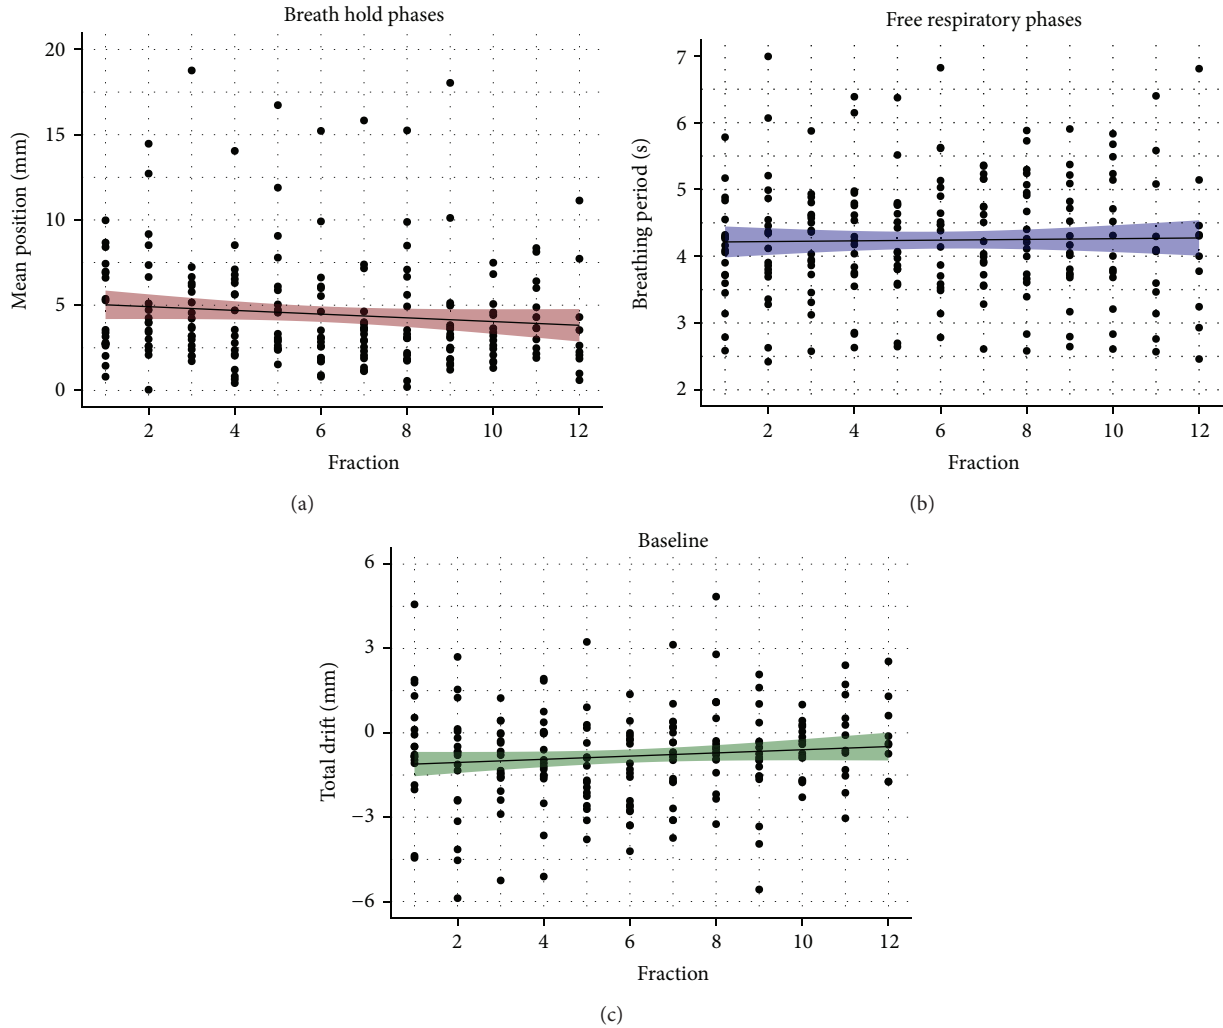 Breath hold phases
20
15
10
5
0
Mean position (mm)
2 4 6 8 10 12
Fraction
(a)
Free respiratory phases
7
6
5
4
3
2
Breathing period (s)
2 4 6 8 10 12
Fraction
(b)
Baseline
6
3
0
−3
−6
Total drift (mm)
2 4 6 8 10 12
Fraction
(c)